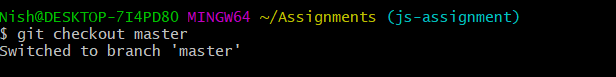 Nish@DESKTOP-7I4PD80 MINGW64 ~/Assignments (js-assignment)
$ git checkout master
Switched to branch 'master'